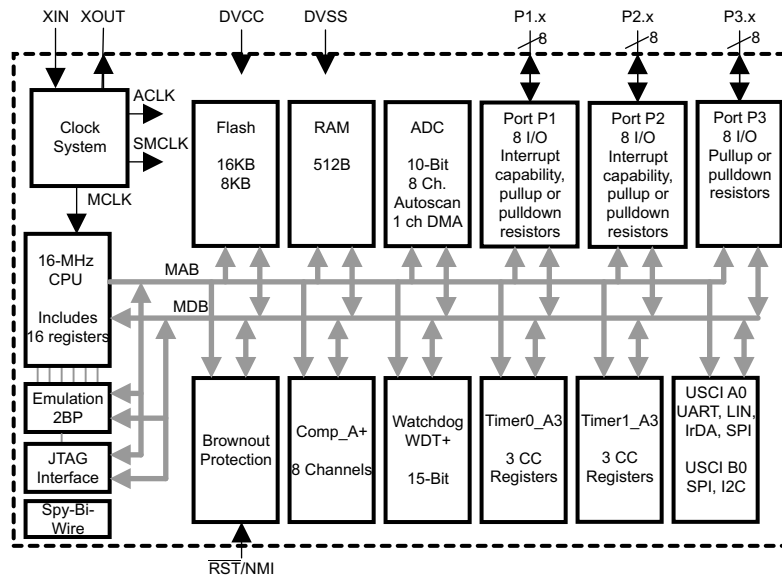 XIN
XOUT
DVCC
DVSS
P1.x
P2.x
P3.x
8
8
8
Clock
System
ACLK
SMCLK
MCLK
Flash
16KB
8KB
RAM
512B
ADC
10-Bit
8 Ch.
Autoscan
1 ch DMA
Port P1
8 I/O
Interrupt
capability,
pullup or
pulldown
resistors
Port P2
8 I/O
Interrupt
capability,
pullup or
pulldown
resistors
Port P3
8 I/O
Pullup or
pulldown
resistors
16-MHz
CPU
Includes
16 registers
MAB
MDB
Emulation
2BP
JTAG
Interface
Spy-Bi-
Wire
Brownout
Protection
Comp_A+
8 Channels
Watchdog
WDT+
15-Bit
Timer0_A3
3 CC
Registers
Timer1_A3
3 CC
Registers
USCI A0
UART, LIN,
IrDA, SPI
USCI B0
SPI, I2C
RST/NMI